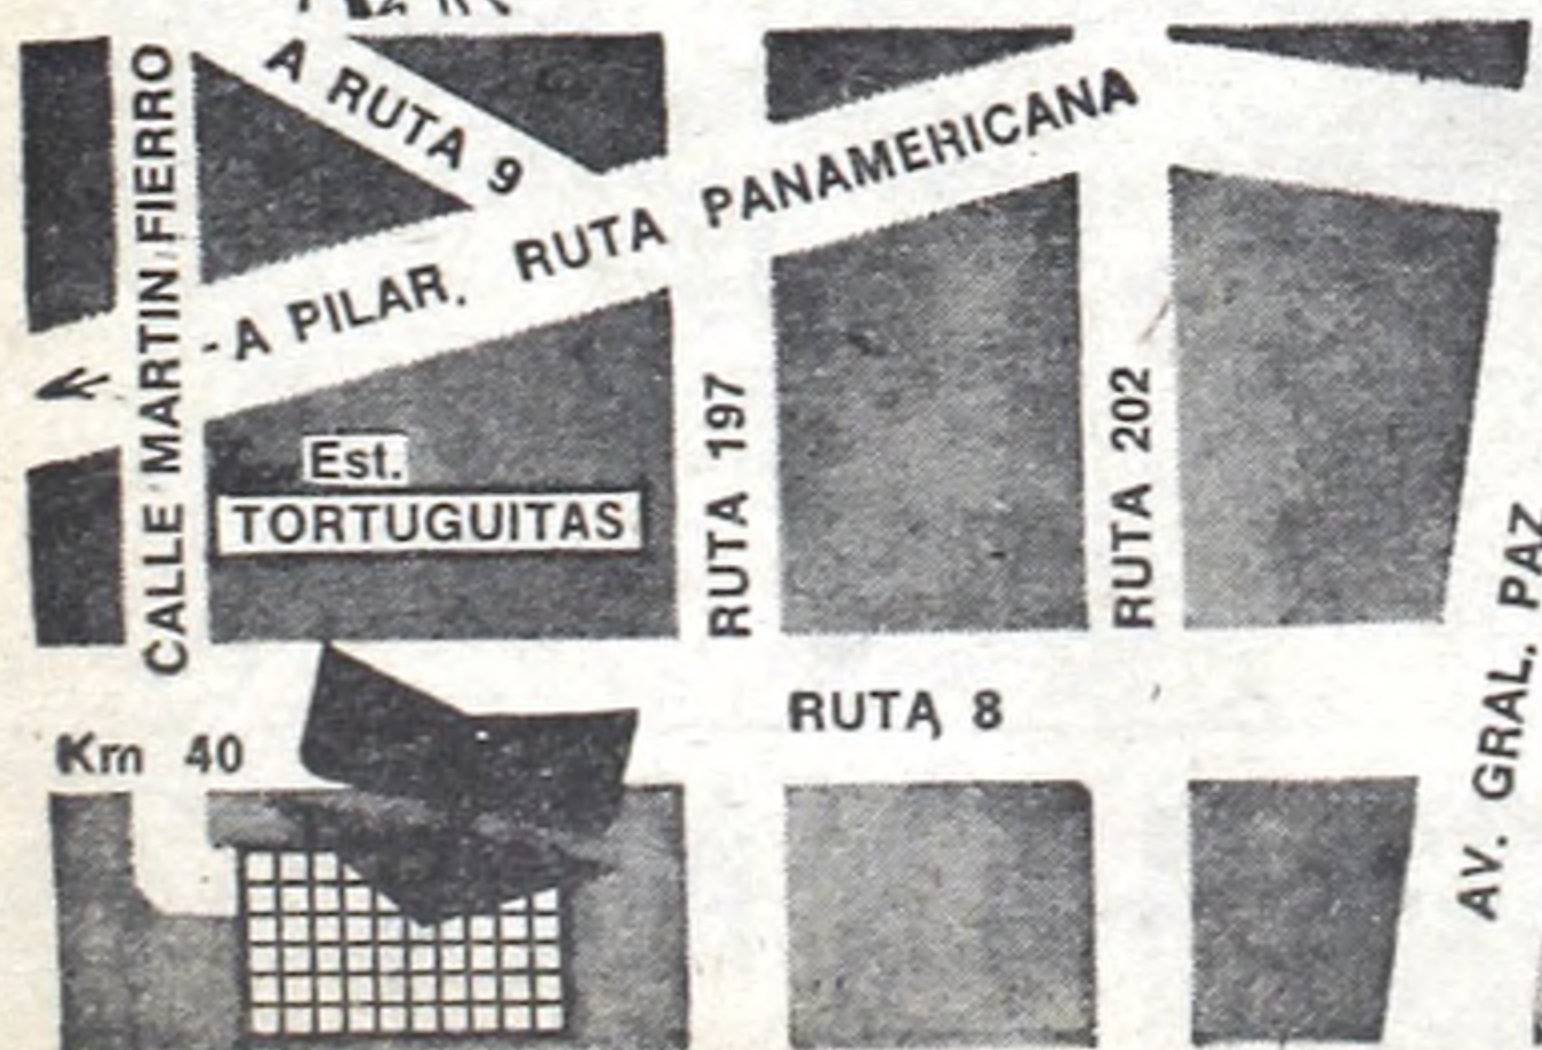 A RUTA 9
CALLE MARTIN FIERRO
-A PILAR. RUTA PANAMERICANA
Est.
TORTUGUITAS
RUTA 197
RUTA 202
RUTA 8
AV. GRAL. PAZ
Km 40